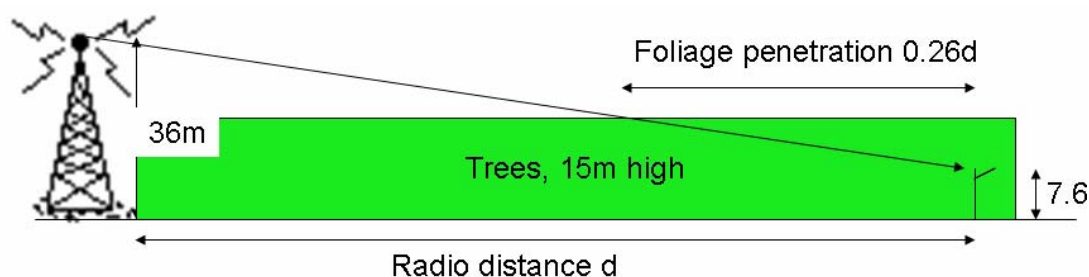 Foliage penetration 0.26d
36m
Trees, 15m high
7.6
Radio distance d